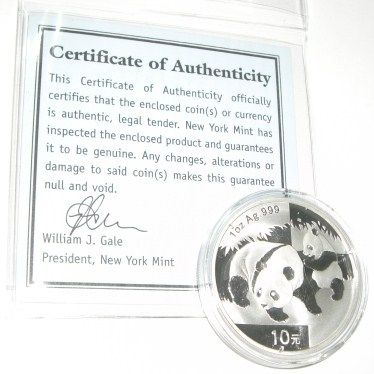 Certificate of Authenticity
This Certificate of Authenticity officially
certifies that the enclosed coin(s) or currency
is authentic, legal tender. New York Mint has
inspected the enclosed product and guarantees
it to be genuine. Any changes, alterations or
damage to said coin(s) makes this guarantee
null and void.
William J. Gale
President, New York Mint
1oz Ag .999
10元